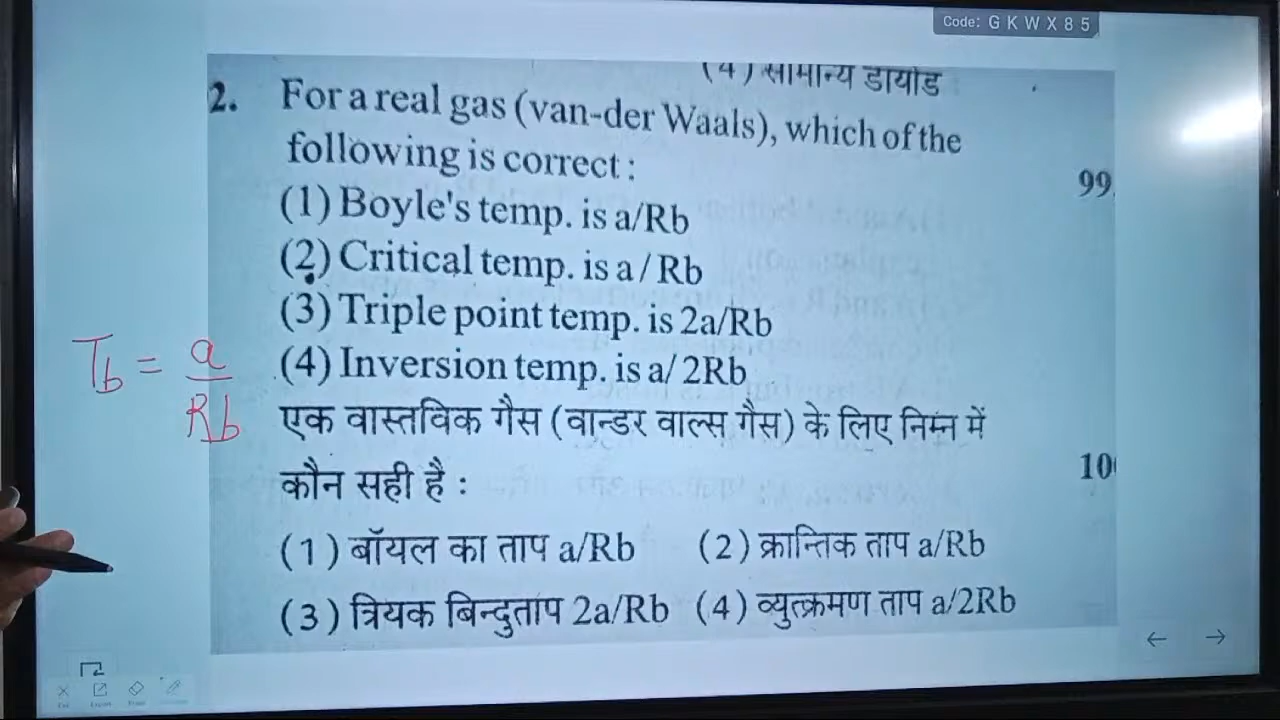 Code: G K W X 8 5
(4) सामान्य डायोड
2. For a real gas (van-der Waals), which of the
following is correct :
99
(1) Boyle's temp. is a/Rb
(2) Critical temp. is a / Rb
(3) Triple point temp. is 2a/Rb
(4) Inversion temp. is a/ 2Rb
T_b = a/Rb
एक वास्तविक गैस (वान्डर वाल्स गैस) के लिए निम्न में
कौन सही है :
10
(1) बॉयल का ताप a/Rb (2) क्रान्तिक ताप a/Rb
(3) त्रियक बिन्दुताप 2a/Rb (4) व्युत्क्रमण ताप a/2Rb